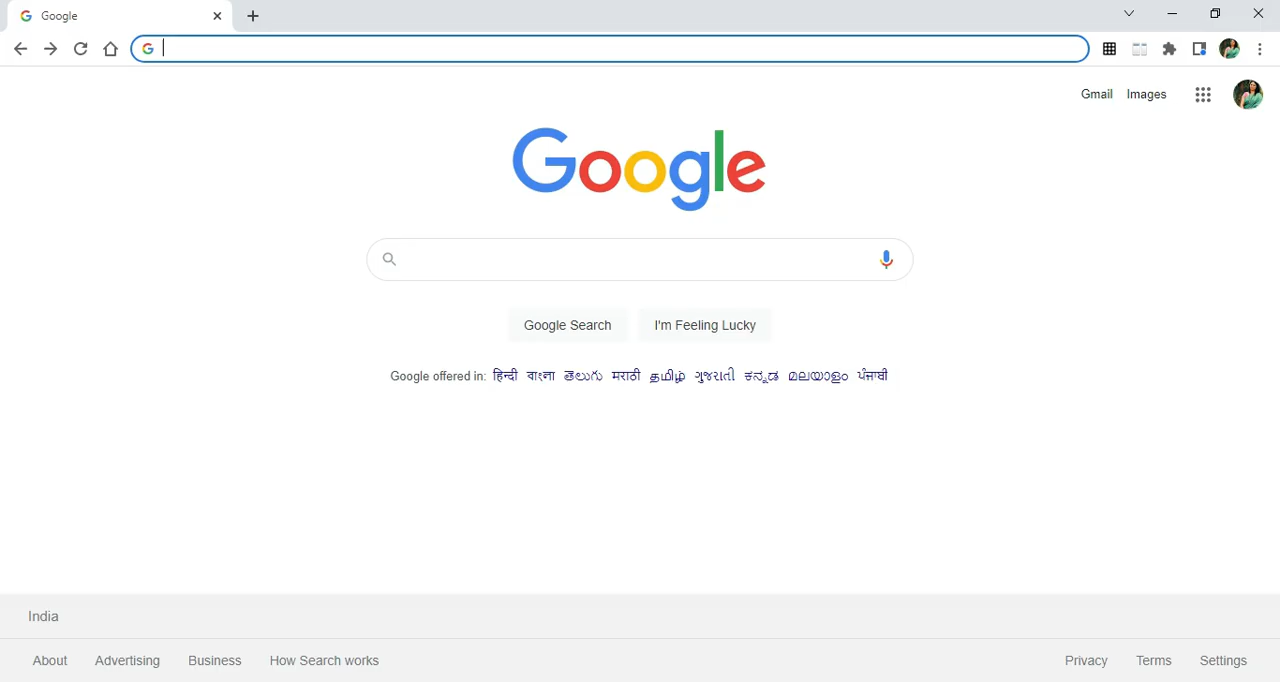 Google
Gmail Images
Google
Google Search I'm Feeling Lucky
Google offered in: हिन्दी বাংলা తెలుగు मराठी தமிழ் ગુજરાતી ಕನ್ನಡ മലയാളം ਪੰਜਾਬੀ
India
About Advertising Business How Search works Privacy Terms Settings